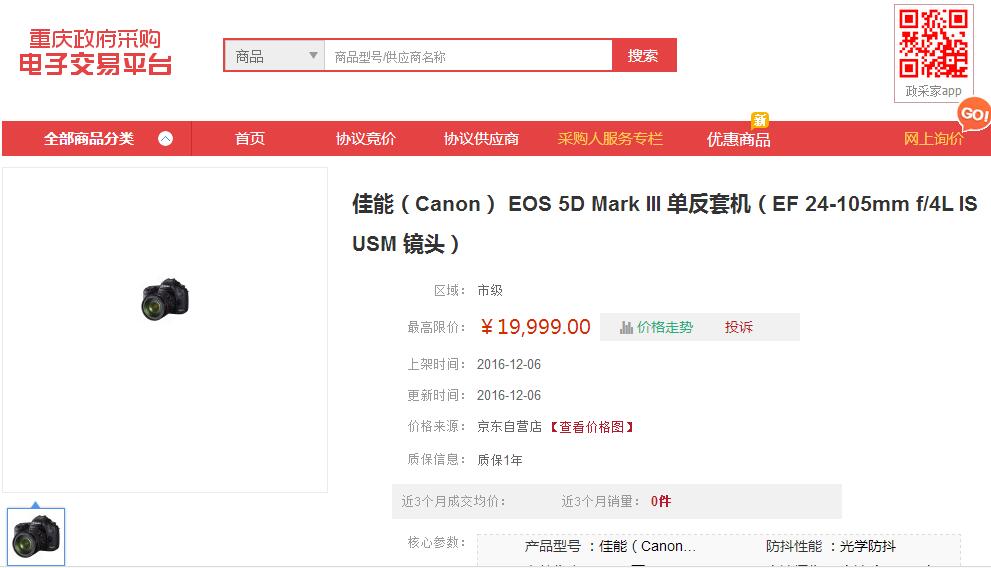 重庆政府采购
电子交易平台
商品 商品型号/供应商名称 搜索
政采家app
GO!
全部商品分类 首页 协议竞价 协议供应商 采购人服务专栏 优惠商品 新 网上询价
佳能（Canon） EOS 5D Mark III 单反套机（EF 24-105mm f/4L IS
USM 镜头）
区域： 市级
最高限价： ¥ 19,999.00 价格走势 投诉
上架时间： 2016-12-06
更新时间： 2016-12-06
价格来源： 京东自营店 【查看价格图】
质保信息： 质保1年
近3个月成交均价： 近3个月销量： 0件
核心参数： 产品型号 ：佳能（Canon... 防抖性能 ：光学防抖